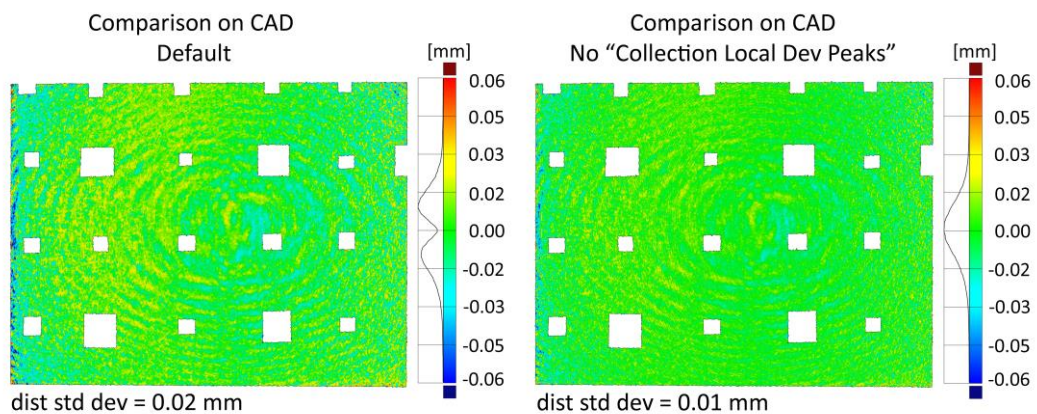 Comparison on CAD
Default
[mm]
0.06
0.05
0.03
0.02
0.00
-0.02
-0.03
-0.05
-0.06
dist std dev = 0.02 mm
Comparison on CAD
No “Collection Local Dev Peaks”
[mm]
0.06
0.05
0.03
0.02
0.00
-0.02
-0.03
-0.05
-0.06
dist std dev = 0.01 mm